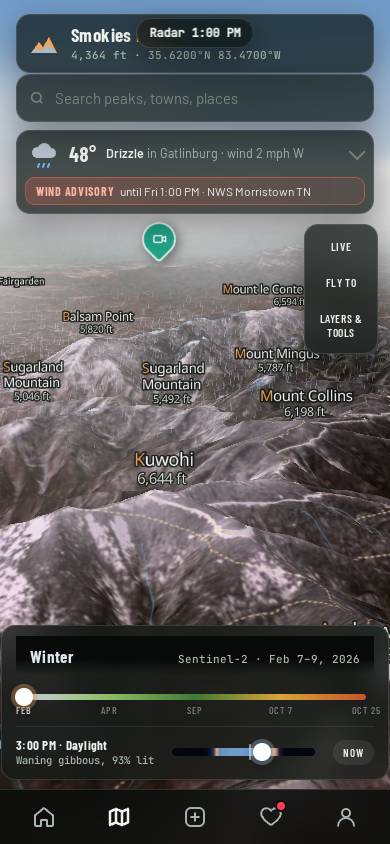 Smokies
Radar 1:00 PM
4,364 ft · 35.6200°N 83.4700°W
Search peaks, towns, places
48° Drizzle in Gatlinburg · wind 2 mph W
WIND ADVISORY until Fri 1:00 PM · NWS Morristown TN
LIVE
FLY TO
LAYERS &
TOOLS
Fairgarden
Mount le Conte
6,594 ft
Balsam Point
5,820 ft
Mount Mingus
5,787 ft
Sugarland
Mountain
5,046 ft
Sugarland
Mountain
5,492 ft
Mount Collins
6,198 ft
Kuwohi
6,644 ft
Winter
Sentinel-2 · Feb 7–9, 2026
FEB APR SEP OCT 7 OCT 25
3:00 PM · Daylight
Waning gibbous, 93% lit
NOW